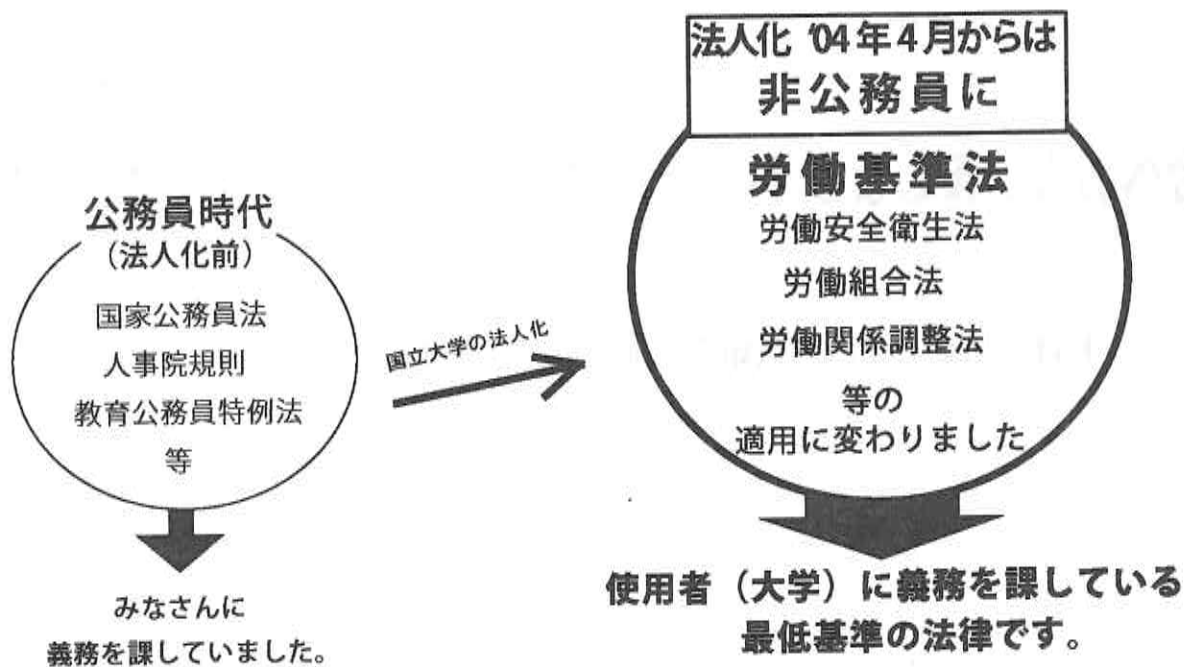 公務員時代
（法人化前）
国家公務員法
人事院規則
教育公務員特例法
等
みなさんに
義務を課していました。
国立大学の法人化
法人化 '04年4月からは
非公務員に
労働基準法
労働安全衛生法
労働組合法
労働関係調整法
等の
適用に変わりました
使用者（大学）に義務を課している
最低基準の法律です。